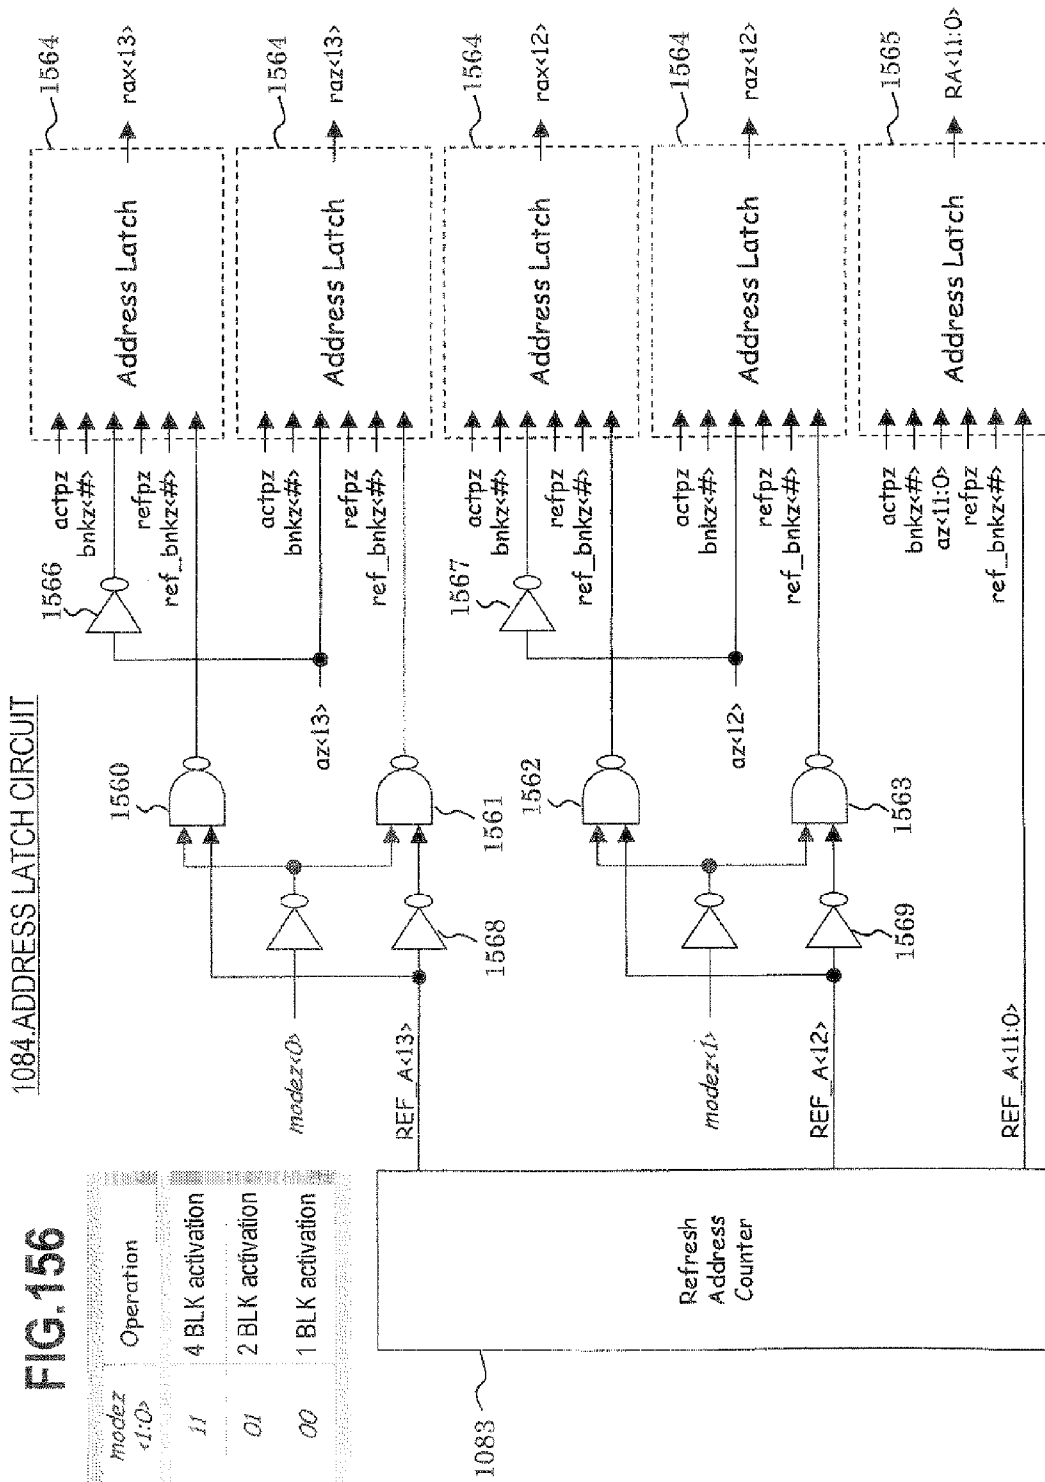 FIG.156
1084.ADDRESS LATCH CIRCUIT
modez <1:0> Operation
11 4 BLK activation
01 2 BLK activation
00 1 BLK activation
1083
Refresh
Address
Counter
modez<0>
REF_A<13>
modez<1>
REF_A<12>
REF_A<11:0>
1560
1568
1561
az<13>
1562
1569
1563
az<12>
1566
actpz
bnkz<#>
refpz
ref_bnkz<#>
Address Latch
1564
rax<13>
actpz
bnkz<#>
refpz
ref_bnkz<#>
Address Latch
1564
raz<13>
1567
actpz
bnkz<#>
refpz
ref_bnkz<#>
Address Latch
1564
rax<12>
actpz
bnkz<#>
refpz
ref_bnkz<#>
Address Latch
1564
raz<12>
actpz
bnkz<#>
az<11:0>
refpz
ref_bnkz<#>
Address Latch
1565
RA<11:0>